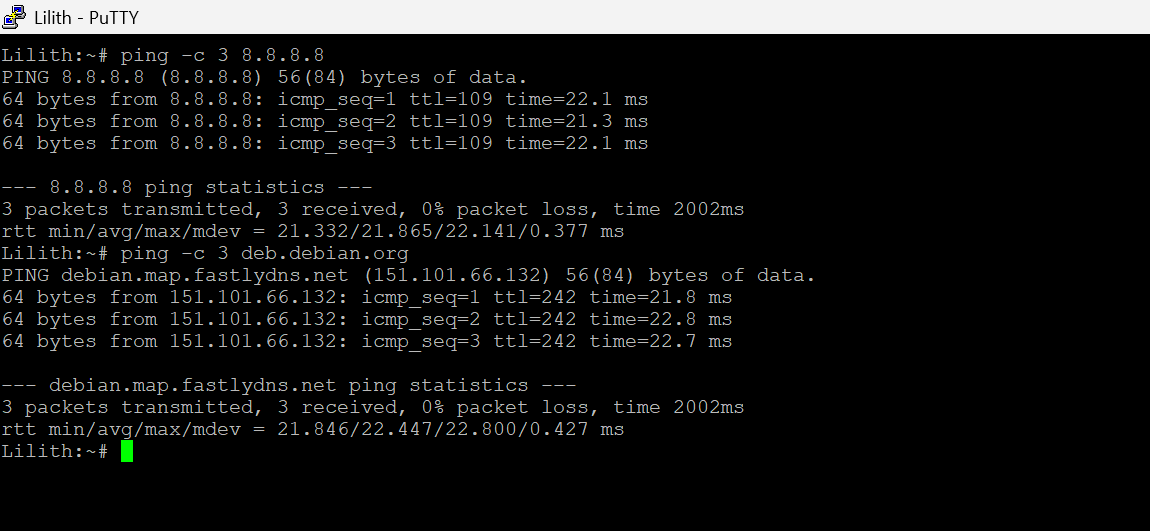 Lilith - PuTTY
Lilith:~# ping -c 3 8.8.8.8
PING 8.8.8.8 (8.8.8.8) 56(84) bytes of data.
64 bytes from 8.8.8.8: icmp_seq=1 ttl=109 time=22.1 ms
64 bytes from 8.8.8.8: icmp_seq=2 ttl=109 time=21.3 ms
64 bytes from 8.8.8.8: icmp_seq=3 ttl=109 time=22.1 ms
--- 8.8.8.8 ping statistics ---
3 packets transmitted, 3 received, 0% packet loss, time 2002ms
rtt min/avg/max/mdev = 21.332/21.865/22.141/0.377 ms
Lilith:~# ping -c 3 deb.debian.org
PING debian.map.fastlydns.net (151.101.66.132) 56(84) bytes of data.
64 bytes from 151.101.66.132: icmp_seq=1 ttl=242 time=21.8 ms
64 bytes from 151.101.66.132: icmp_seq=2 ttl=242 time=22.8 ms
64 bytes from 151.101.66.132: icmp_seq=3 ttl=242 time=22.7 ms
--- debian.map.fastlydns.net ping statistics ---
3 packets transmitted, 3 received, 0% packet loss, time 2002ms
rtt min/avg/max/mdev = 21.846/22.447/22.800/0.427 ms
Lilith:~#